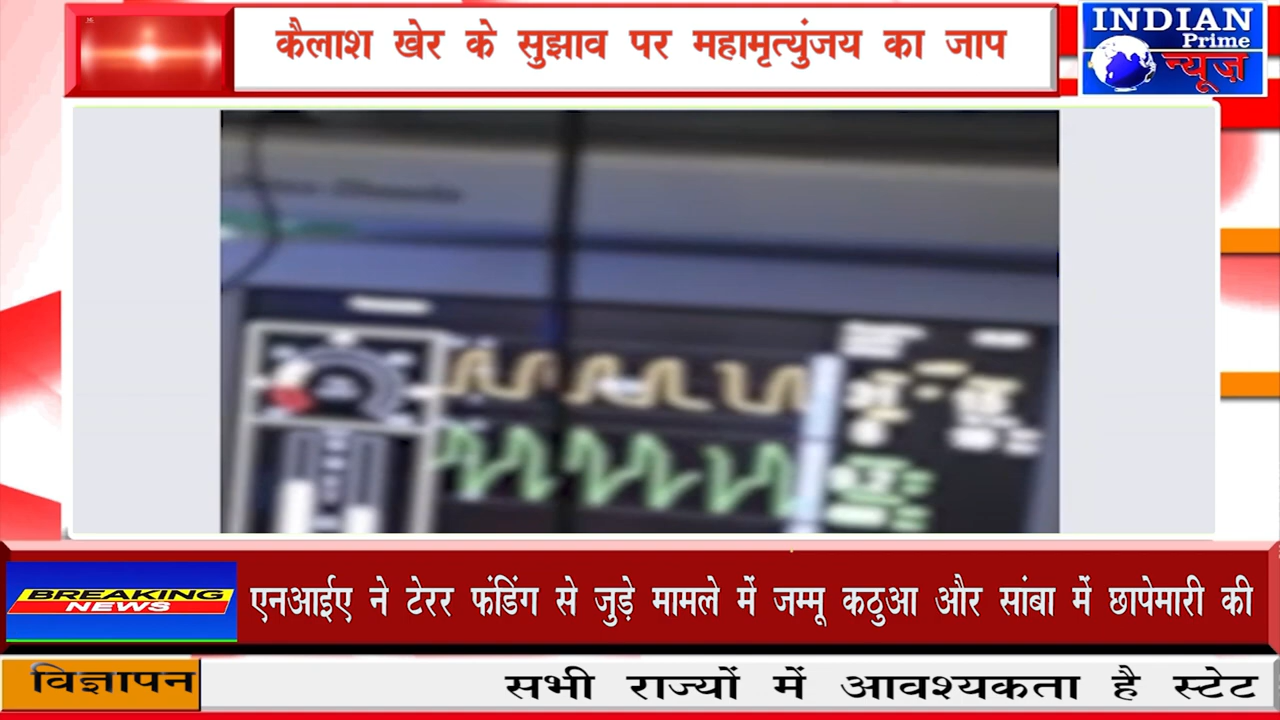 कैलाश खेर के सुझाव पर महामृत्युंजय का जाप
INDIAN
Prime
न्यूज़
BREAKING
NEWS
एनआईए ने टेरर फंडिंग से जुड़े मामले में जम्मू कठुआ और सांबा में छापेमारी की
विज्ञापन
सभी राज्यों में आवश्यकता है स्टेट